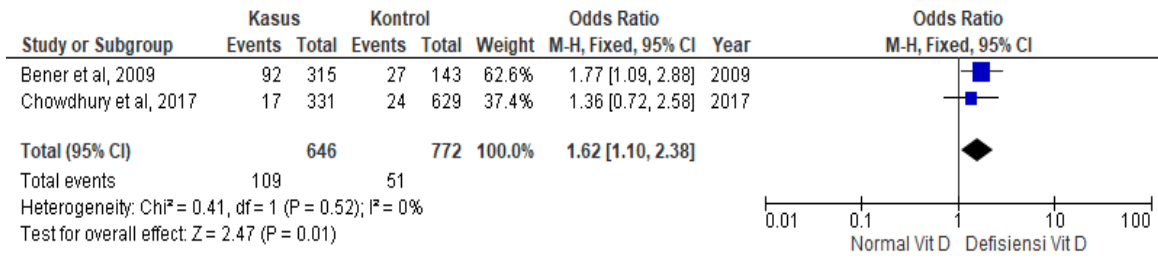 Kasus Kontrol Odds Ratio Odds Ratio
Study or Subgroup Events Total Events Total Weight M-H, Fixed, 95% CI Year M-H, Fixed, 95% CI
Bener et al, 2009 92 315 27 143 62.6% 1.77 [1.09, 2.88] 2009
Chowdhury et al, 2017 17 331 24 629 37.4% 1.36 [0.72, 2.58] 2017
Total (95% CI) 646 772 100.0% 1.62 [1.10, 2.38]
Total events 109 51
Heterogeneity: Chi² = 0.41, df = 1 (P = 0.52); I² = 0%
Test for overall effect: Z = 2.47 (P = 0.01)
0.01 0.1 1 10 100
Normal Vit D Defisiensi Vit D